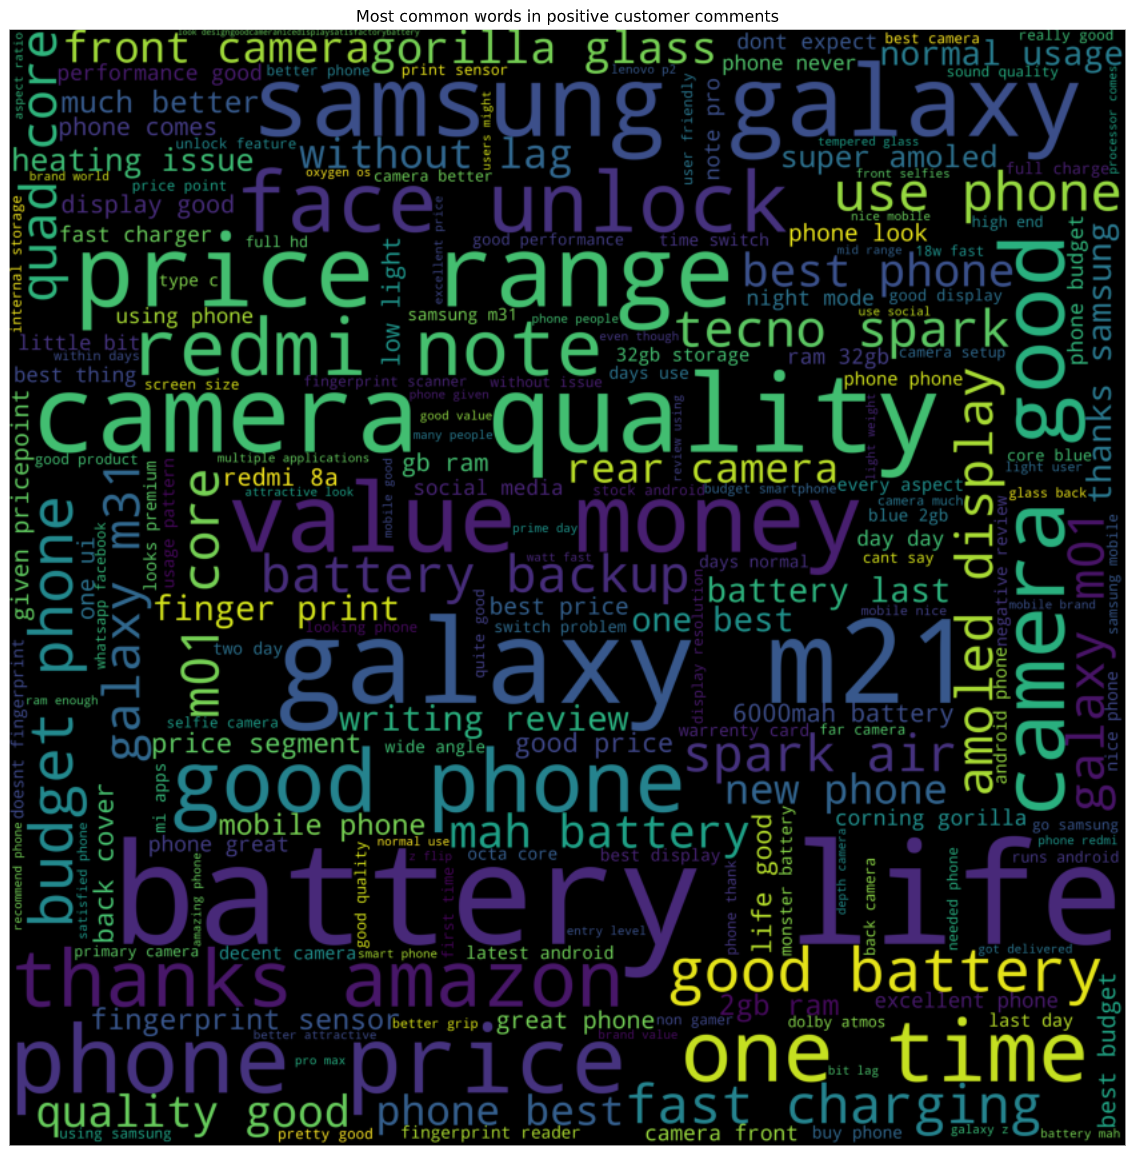 Most common words in positive customer comments
look designgoodcameranicedisplaysatisfactorybattery
front camera
gorilla glass
dont expect
best camera
really good
normal usage
performance good
better phone
print sensor
lenovo p2
phone never
sound quality
aspect ratio
quad core
much better
samsung galaxy
users might
user friendly
note pro
processor comes
phone comes
unlock feature
without lag
tempered glass
super amoled
heating issue
brand world
oxygen os
camera better
front selfies
full charge
price point
face unlock
use phone
display good
nice mobile
high end
internal storage
fast charger
full hd
excellent price
good performance
time switch
phone look
mid range
18w fast
phone budget
thanks samsung
price range
type c
low light
best phone
night mode
good display
camera good
using phone
samsung m31
phone people
use social
little bit
redmi note
even though
tecno spark
within days
32gb storage
ram 32gb
camera setup
best thing
screen size
fingerprint scanner
without issue
days use
phone phone
camera quality
phone given
good value
many people
review using
light weight
amoled display
given pricepoint
good product
multiple applications
gb ram
rear camera
core blue
light user
redmi 8a
attractive look
social media
stock android
budget smartphone
every aspect
glass back
galaxy m31
looks premium
usage pattern
m01 core
value money
mobile good
prime day
camera much
blue 2gb
day day
negative review
galaxy m01
budget phone
one ui
whatsapp facebook
watt fast
days normal
cant say
battery backup
battery last
finger print
best price
mobile nice
mobile brand
samsung mobile
looking phone
switch problem
one best
display resolution
two day
galaxy m21
quite good
doesnt fingerprint
ram enough
selfie camera
writing review
6000mah battery
android phone
nice phone
price segment
wide angle
good price
warrenty card
far camera
spark air
mi apps
good phone
new phone
back cover
mobile phone
mah battery
life good
corning gorilla
go samsung
phone great
normal use
phone redmi
recommend phone
satisfied phone
amazing phone
good quality
z flip
first time
octa core
best display
phone thank
monster battery
depth camera
back camera
needed phone
runs android
battery life
entry level
primary camera
decent camera
smart phone
latest android
got delivered
thanks amazon
good battery
2gb ram
excellent phone
best budget
fingerprint sensor
better grip
great phone
non gamer
dolby atmos
last day
better attractive
brand value
phone price
pro max
one time
bit lag
quality good
phone best
fast charging
using samsung
pretty good
fingerprint reader
camera front
buy phone
galaxy z
battery mah